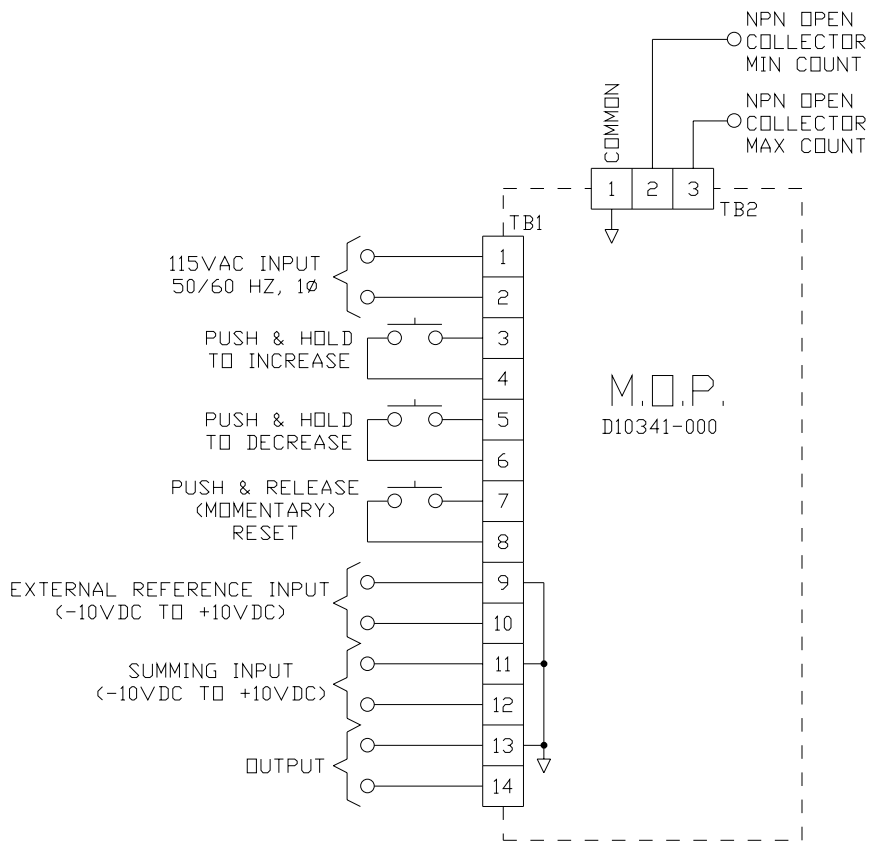 NPN OPEN
COLLECTOR
MIN COUNT
NPN OPEN
COLLECTOR
MAX COUNT
COMMON
1 2 3
TB2
TB1
115VAC INPUT
50/60 HZ, 1Ø
1
2
PUSH & HOLD
TO INCREASE
3
4
PUSH & HOLD
TO DECREASE
5
6
PUSH & RELEASE
(MOMENTARY)
RESET
7
8
EXTERNAL REFERENCE INPUT
(-10VDC TO +10VDC)
9
10
SUMMING INPUT
(-10VDC TO +10VDC)
11
12
OUTPUT
13
14
M.O.P.
D10341-000